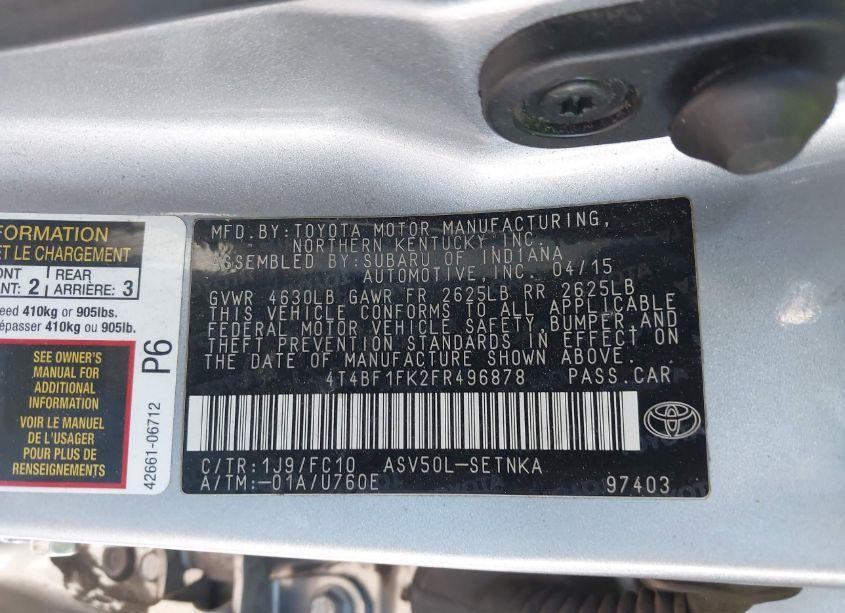 FORMATION
ET LE CHARGEMENT
ONT
ANT: 2
REAR
ARRIÈRE: 3
eed 410kg or 905lbs.
épasser 410kg ou 905lb.
SEE OWNER'S
MANUAL FOR
ADDITIONAL
INFORMATION
VOIR LE MANUEL
DE L'USAGER
POUR PLUS DE
RENSEIGNEMENTS
P6
42661-06712
MFD.BY:TOYOTA MOTOR MANUFACTURING,
NORTHERN KENTUCKY,INC.
ASSEMBLED BY:SUBARU OF INDIANA
AUTOMOTIVE,INC. 04/15
GVWR 4630LB GAWR FR 2625LB RR 2625LB
THIS VEHICLE CONFORMS TO ALL APPLICABLE
FEDERAL MOTOR VEHICLE SAFETY,BUMPER,AND
THEFT PREVENTION STANDARDS IN EFFECT ON
THE DATE OF MANUFACTURE SHOWN ABOVE.
4T4BF1FK2FR496878 PASS.CAR
C/TR:1J9/FC10 ASV50L-SETNKA
A/TM:-01A/U760E 97403